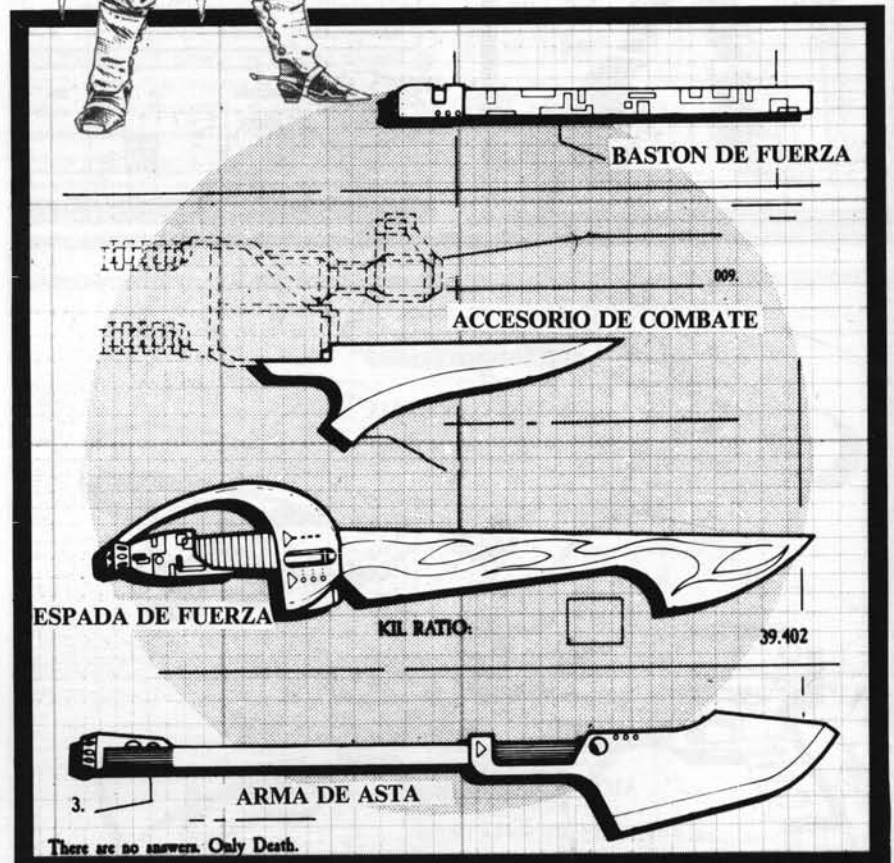 BASTON DE FUERZA
009.
ACCESORIO DE COMBATE
ESPADA DE FUERZA
KIL RATIO:
39.402
3.
ARMA DE ASTA
There are no answers. Only Death.